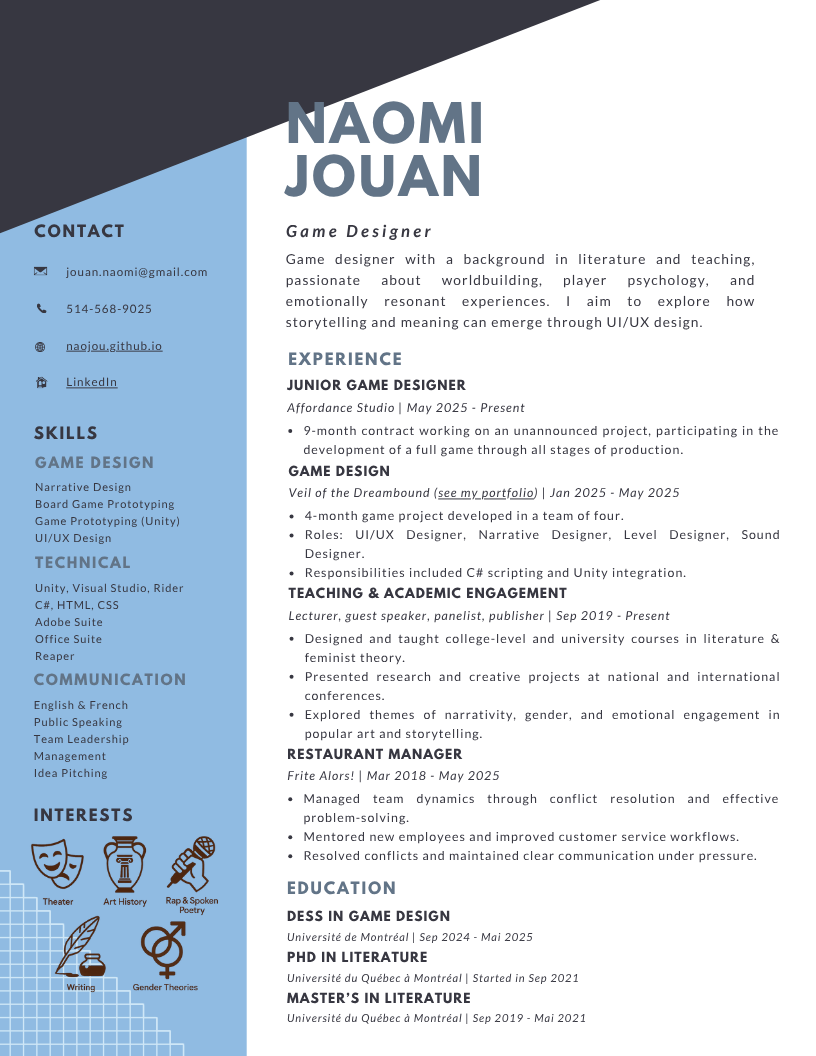 NAOMI
JOUAN
CONTACT
jouan.naomi@gmail.com
514-568-9025
naojou.github.io
LinkedIn
SKILLS
GAME DESIGN
Narrative Design
Board Game Prototyping
Game Prototyping (Unity)
UI/UX Design
TECHNICAL
Unity, Visual Studio, Rider
C#, HTML, CSS
Adobe Suite
Office Suite
Reaper
COMMUNICATION
English & French
Public Speaking
Team Leadership
Management
Idea Pitching
INTERESTS
Theater
Art History
Rap & Spoken
Poetry
Writing
Gender Theories
Game Designer
Game designer with a background in literature and teaching,
passionate about worldbuilding, player psychology, and
emotionally resonant experiences. I aim to explore how
storytelling and meaning can emerge through UI/UX design.
EXPERIENCE
JUNIOR GAME DESIGNER
Affordance Studio | May 2025 - Present
• 9-month contract working on an unannounced project, participating in the
development of a full game through all stages of production.
GAME DESIGN
Veil of the Dreambound (see my portfolio) | Jan 2025 - May 2025
• 4-month game project developed in a team of four.
• Roles: UI/UX Designer, Narrative Designer, Level Designer, Sound
Designer.
• Responsibilities included C# scripting and Unity integration.
TEACHING & ACADEMIC ENGAGEMENT
Lecturer, guest speaker, panelist, publisher | Sep 2019 - Present
• Designed and taught college-level and university courses in literature &
feminist theory.
• Presented research and creative projects at national and international
conferences.
• Explored themes of narrativity, gender, and emotional engagement in
popular art and storytelling.
RESTAURANT MANAGER
Frite Alors! | Mar 2018 - May 2025
• Managed team dynamics through conflict resolution and effective
problem-solving.
• Mentored new employees and improved customer service workflows.
• Resolved conflicts and maintained clear communication under pressure.
EDUCATION
DESS IN GAME DESIGN
Université de Montréal | Sep 2024 - Mai 2025
PHD IN LITERATURE
Université du Québec à Montréal | Started in Sep 2021
MASTER'S IN LITERATURE
Université du Québec à Montréal | Sep 2019 - Mai 2021